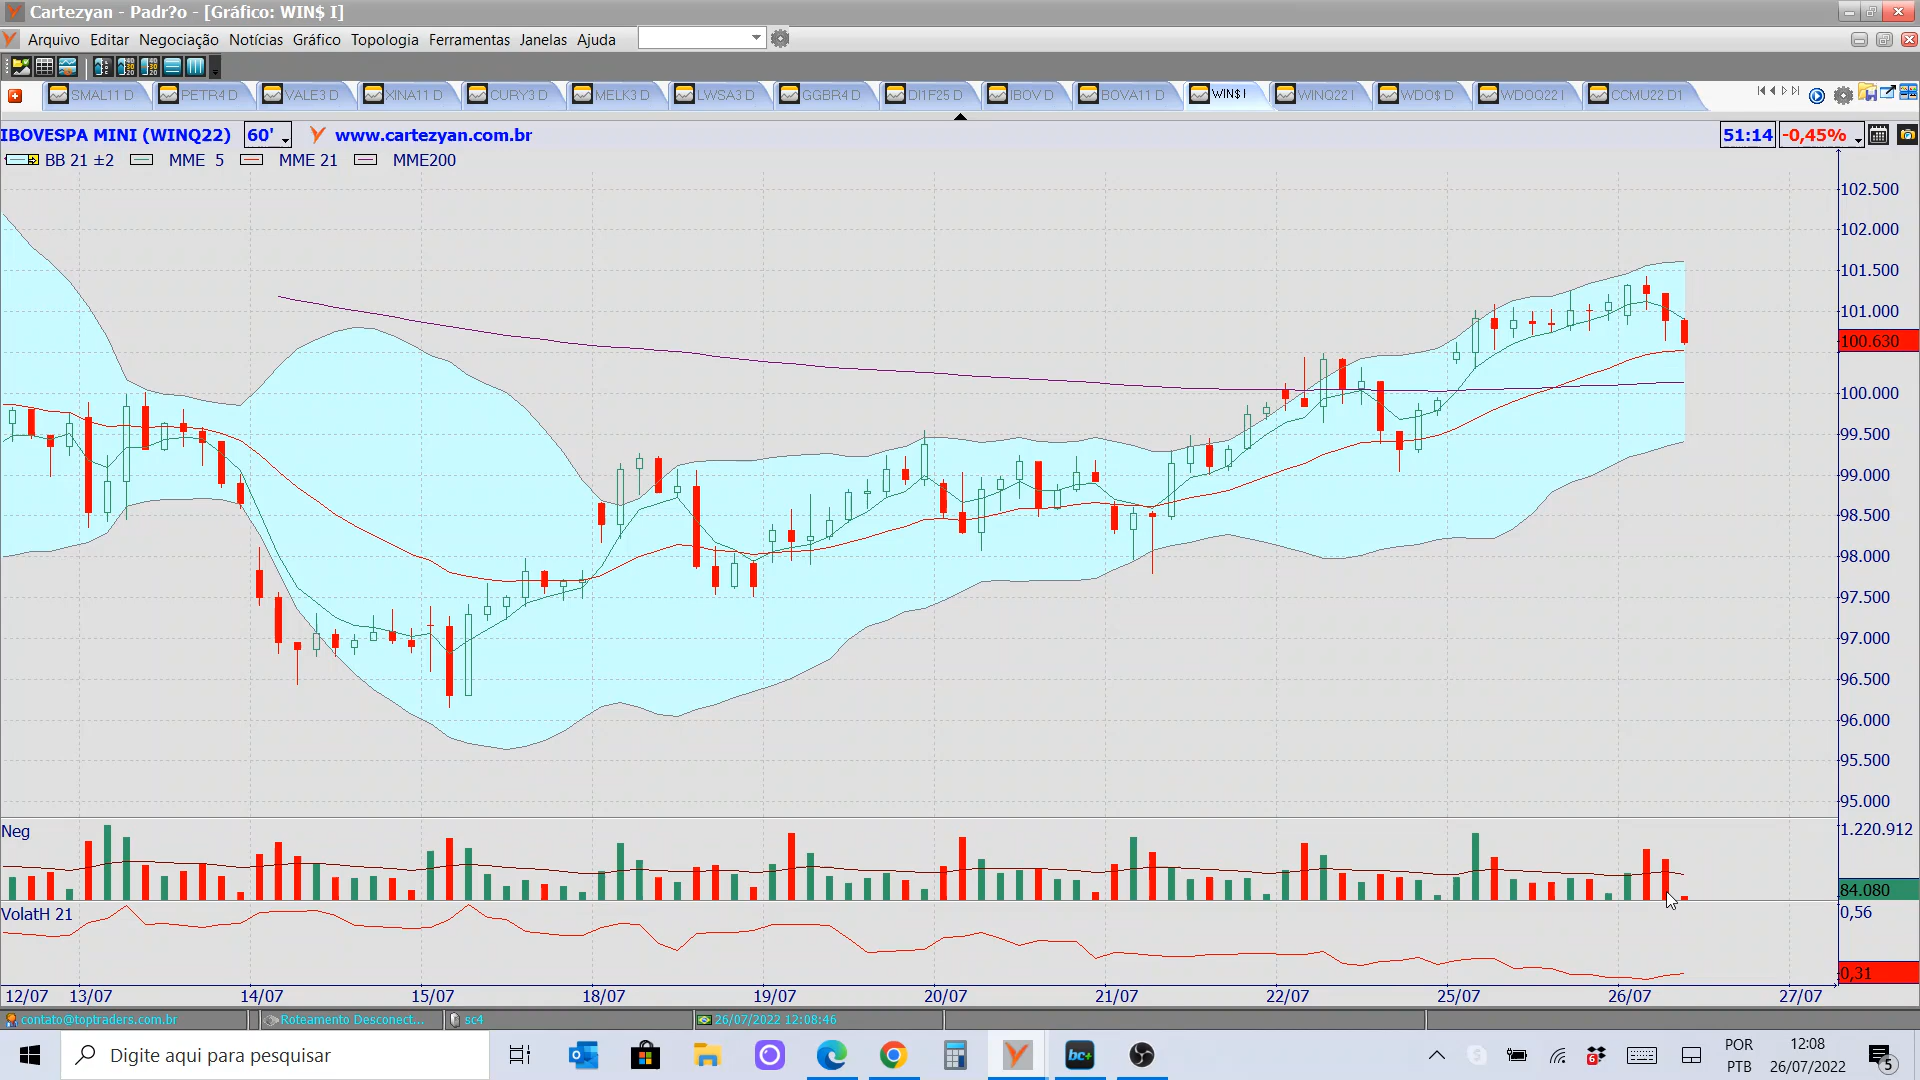 Cartezyan - Padr?o - [Gráfico: WIN$ I]
Arquivo Editar Negociação Notícias Gráfico Topologia Ferramentas Janelas Ajuda
SMAL11 D PETR4 D VALE3 D XINA11 D CURY3 D MELK3 D LWSA3 D GGBR4 D DI1F25 D IBOV D BOVA11 D WIN$ I WINQ22 I WDO$ D WDOQ22 I CCMU22 D1
IBOVESPA MINI (WINQ22) 60' www.cartezyan.com.br 51:14 -0,45%
BB 21 ±2 MME 5 MME 21 MME200
102.500
102.000
101.500
101.000
100.630
100.000
99.500
99.000
98.500
98.000
97.500
97.000
96.500
96.000
95.500
95.000
Neg 1.220.912
84.080
VolatH 21 0,56
0,31
12/07 13/07 14/07 15/07 18/07 19/07 20/07 21/07 22/07 25/07 26/07 27/07
contato@toptraders.com.br Roteamento Desconect... sc4 26/07/2022 12:08:46
Digite aqui para pesquisar
bc+
6
POR
PTB
12:08
26/07/2022
5